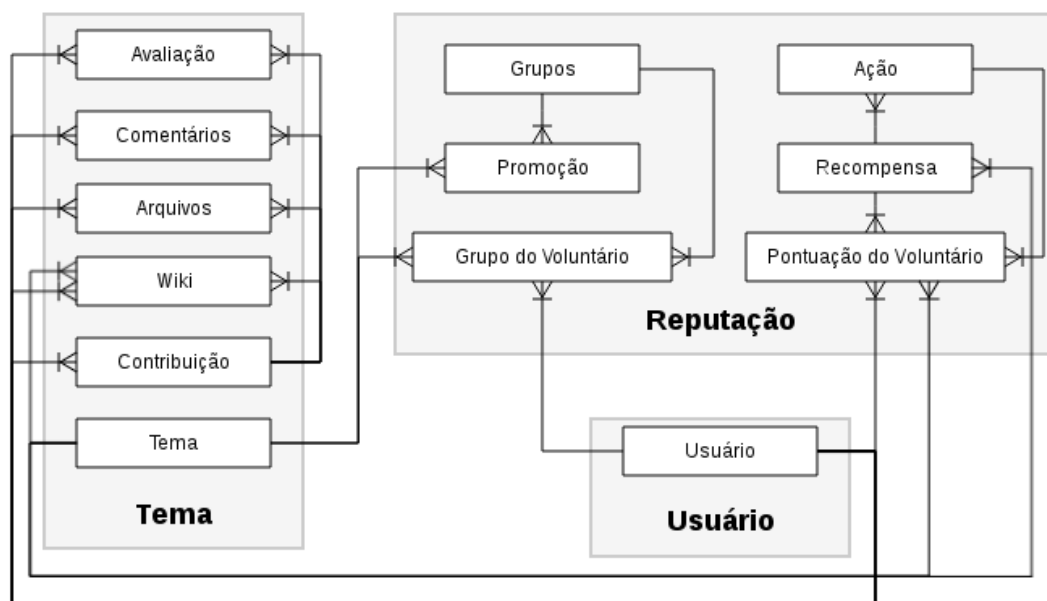 Avaliação
Comentários
Arquivos
Wiki
Contribuição
Tema
Tema
Grupos
Ação
Promoção
Recompensa
Grupo do Voluntário
Pontuação do Voluntário
Reputação
Usuário
Usuário